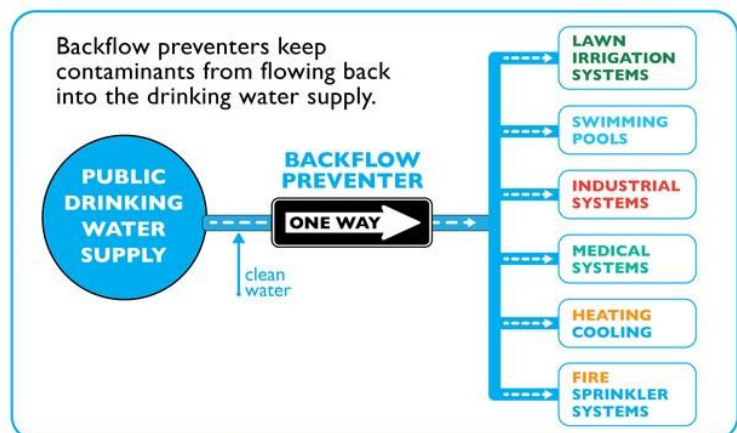 Backflow preventers keep
contaminants from flowing back
into the drinking water supply.
PUBLIC
DRINKING
WATER
SUPPLY
BACKFLOW
PREVENTER
ONE WAY
clean
water
LAWN
IRRIGATION
SYSTEMS
SWIMMING
POOLS
INDUSTRIAL
SYSTEMS
MEDICAL
SYSTEMS
HEATING
COOLING
FIRE
SPRINKLER
SYSTEMS